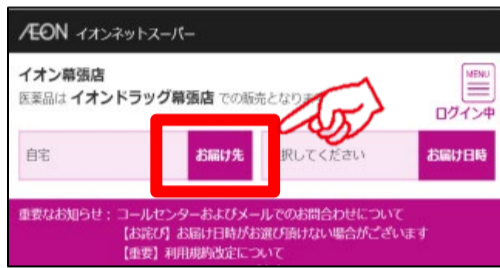 ÆON イオンネットスーパー
イオン幕張店
医薬品は イオンドラッグ幕張店 での販売となりま
MENU
ログイン中
自宅 お届け先 択してください お届け日時
重要なお知らせ： コールセンターおよびメールでのお問合わせについて
【お詫び】お届け日時がお選び頂けない場合がございます
【重要】利用規約改定について